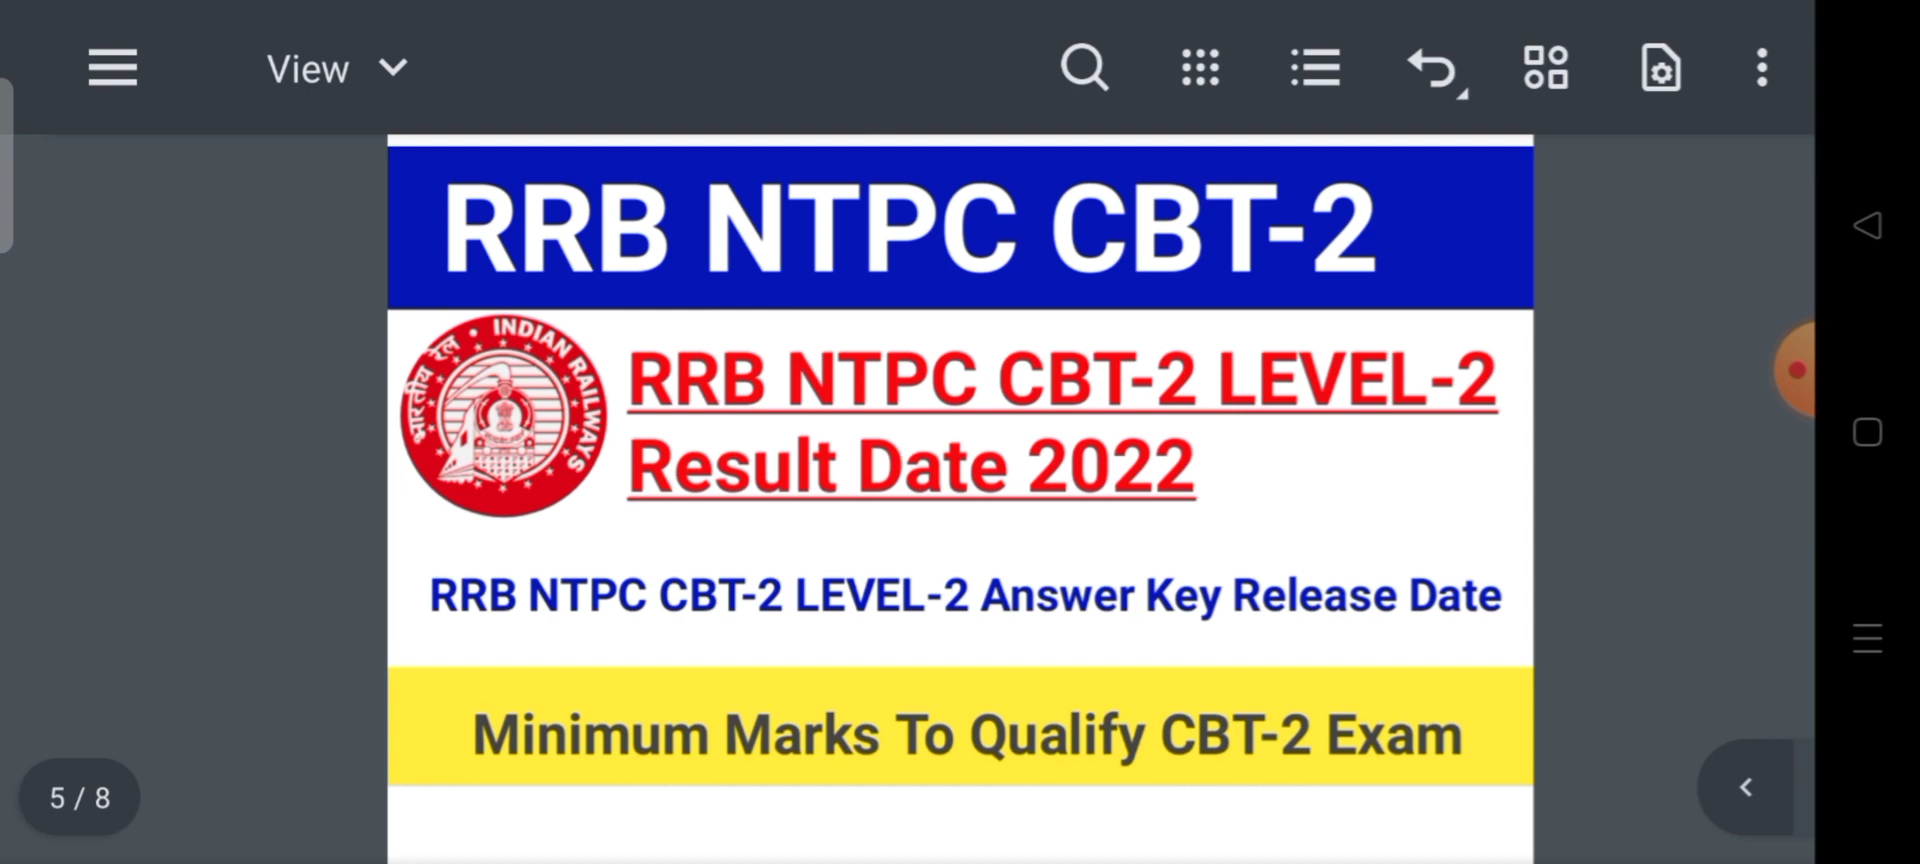 View
RRB NTPC CBT-2
भारतीय रेल • INDIAN RAILWAYS
RRB NTPC CBT-2 LEVEL-2
Result Date 2022
RRB NTPC CBT-2 LEVEL-2 Answer Key Release Date
Minimum Marks To Qualify CBT-2 Exam
5 / 8